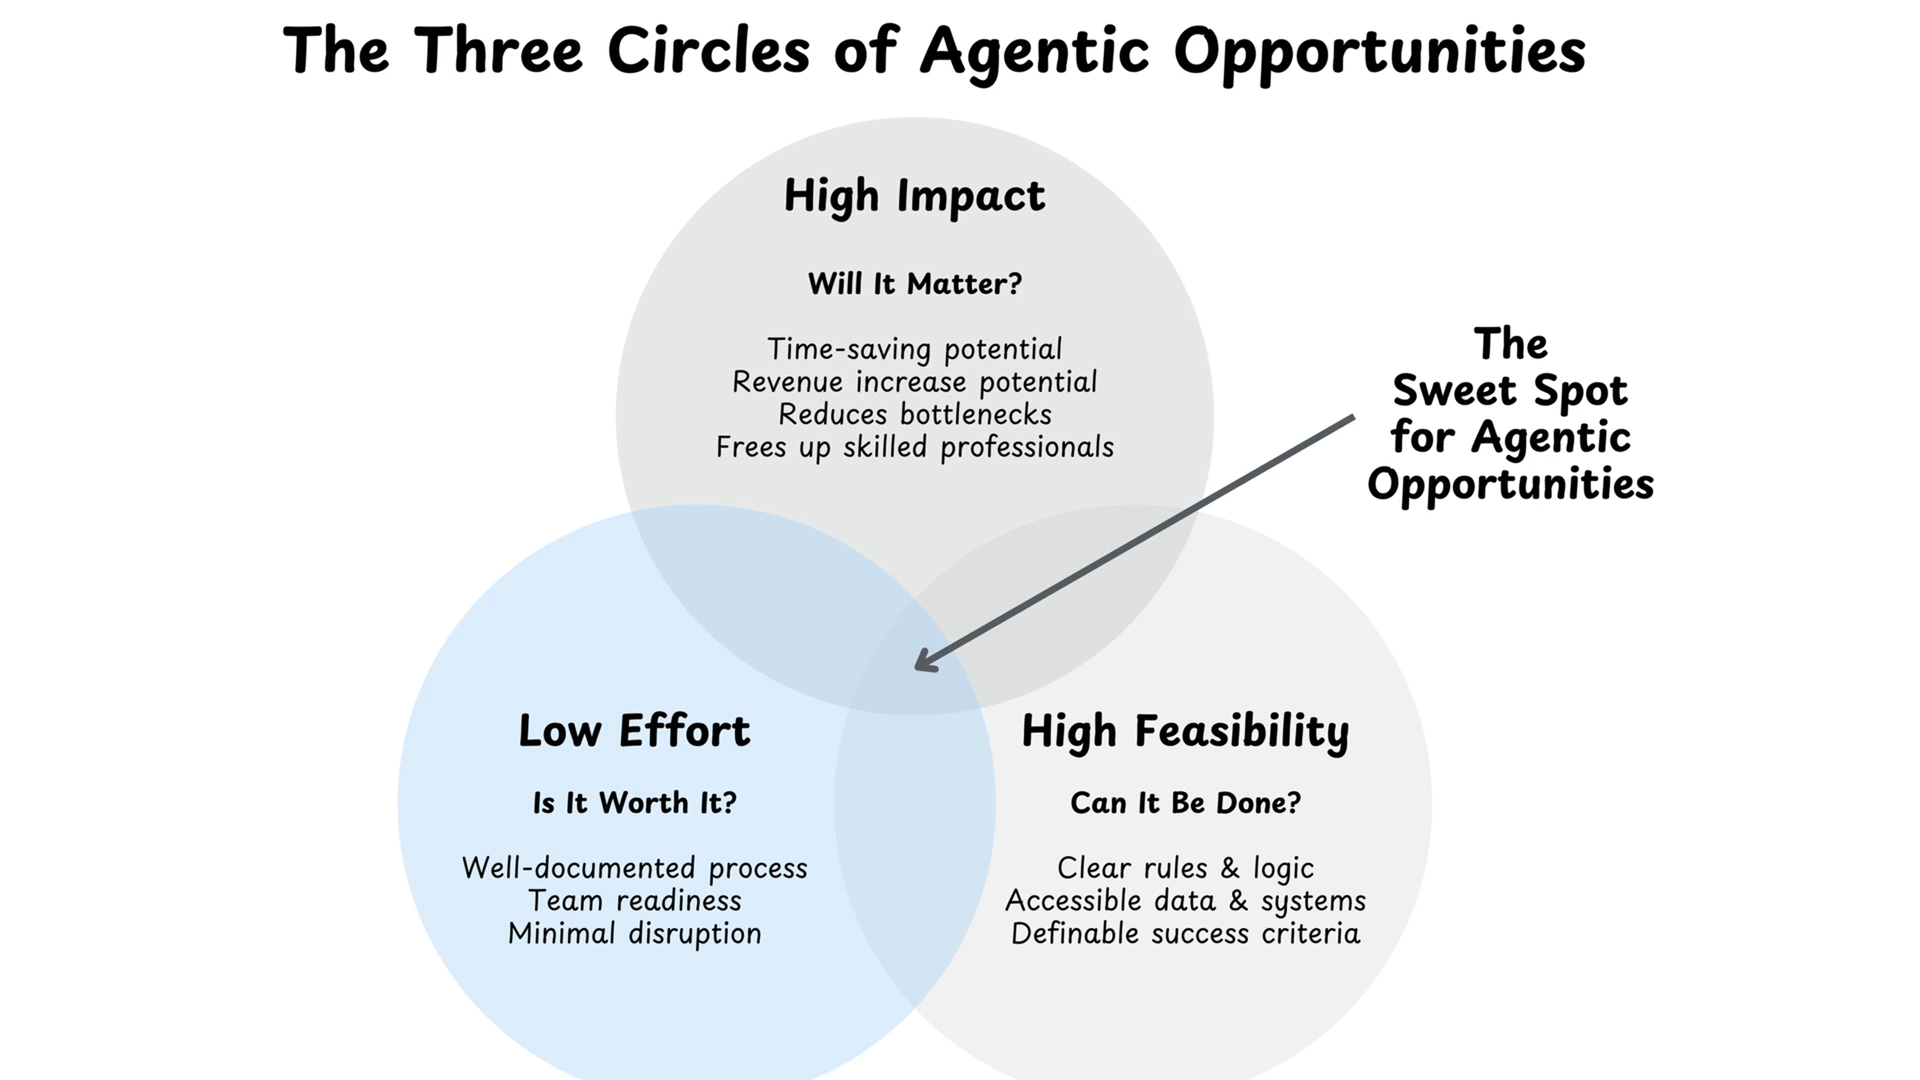 The Three Circles of Agentic Opportunities
High Impact
Will It Matter?
Time-saving potential
Revenue increase potential
Reduces bottlenecks
Frees up skilled professionals
The
Sweet Spot
for Agentic
Opportunities
Low Effort
Is It Worth It?
Well-documented process
Team readiness
Minimal disruption
High Feasibility
Can It Be Done?
Clear rules & logic
Accessible data & systems
Definable success criteria